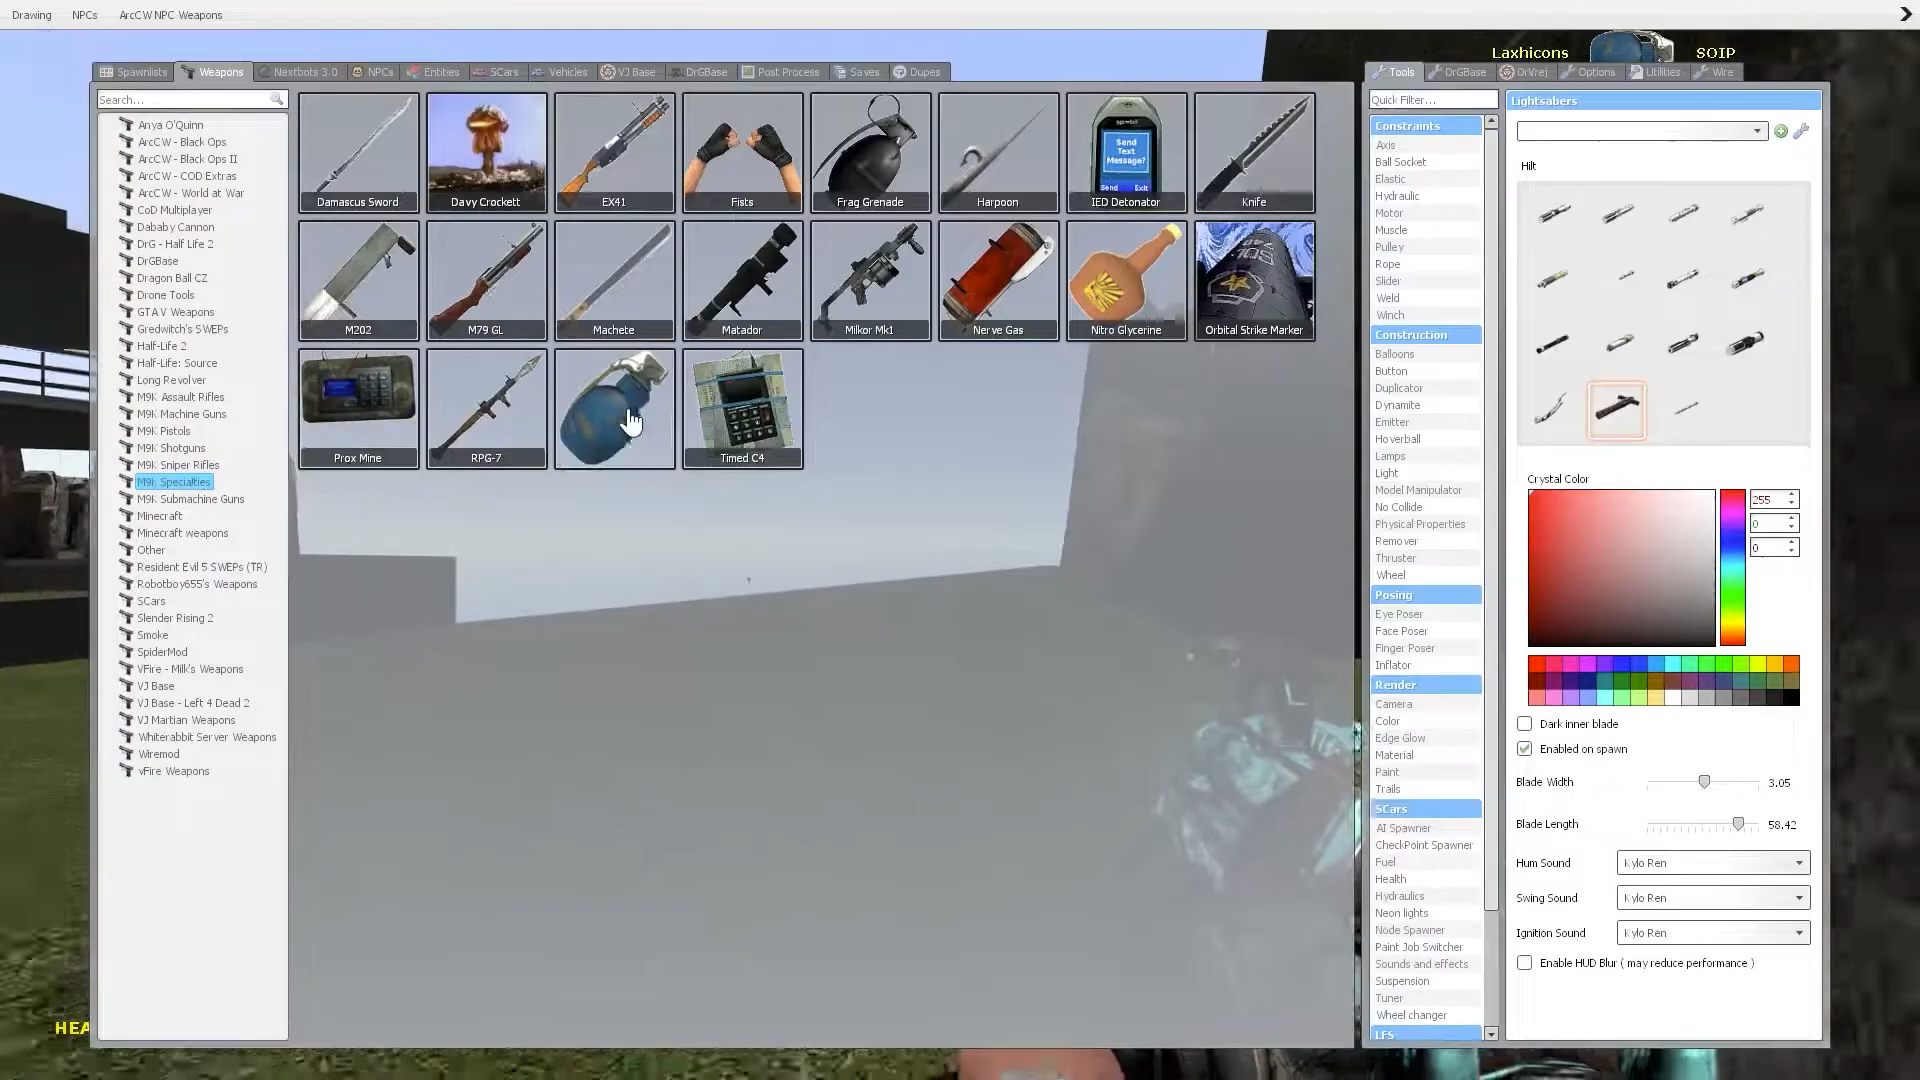 Drawing NPCs ArcCW NPC Weapons
Laxhicons SOIP
Spawnlists Weapons Nextbots 3.0 NPCs Entities SCars Vehicles VJ Base DrGBase Post Process Saves Dupes
Search...
Anya O'Quinn
ArcCW - Black Ops
ArcCW - Black Ops II
ArcCW - COD Extras
ArcCW - World at War
CoD Multiplayer
Dababy Cannon
DrG - Half Life 2
DrGBase
Dragon Ball CZ
Drone Tools
GTA V Weapons
Gredwitch's SWEPs
Half-Life 2
Half-Life: Source
Long Revolver
M9K Assault Rifles
M9K Machine Guns
M9K Pistols
M9K Shotguns
M9K Sniper Rifles
M9K Specialties
M9K Submachine Guns
Minecraft
Minecraft weapons
Other
Resident Evil 5 SWEPs (TR)
Robotboy655's Weapons
SCars
Slender Rising 2
Smoke
SpiderMod
VFire - Milk's Weapons
VJ Base
VJ Base - Left 4 Dead 2
VJ Martian Weapons
Whiterabbit Server Weapons
Wiremod
vFire Weapons
Send
Text
Message?
Send Exit
Damascus Sword Davy Crockett EX41 Fists Frag Grenade Harpoon IED Detonator Knife
M202 M79 GL Machete Matador Milkor Mk1 Nerve Gas Nitro Glycerine Orbital Strike Marker
Prox Mine RPG-7 Timed C4
Tools DrGBase DrVrej Options Utilities Wire
Quick Filter...
Constraints
Axis
Ball Socket
Elastic
Hydraulic
Motor
Muscle
Pulley
Rope
Slider
Weld
Winch
Construction
Balloons
Button
Duplicator
Dynamite
Emitter
Hoverball
Lamps
Light
Model Manipulator
No Collide
Physical Properties
Remover
Thruster
Wheel
Posing
Eye Poser
Face Poser
Finger Poser
Inflator
Render
Camera
Color
Edge Glow
Material
Paint
Trails
SCars
AI Spawner
CheckPoint Spawner
Fuel
Health
Hydraulics
Neon lights
Node Spawner
Paint Job Switcher
Sounds and effects
Suspension
Tuner
Wheel changer
LFS
Lightsabers
Hilt
Crystal Color
255
0
0
Dark inner blade
Enabled on spawn
Blade Width 3.05
Blade Length 58.42
Hum Sound Kylo Ren
Swing Sound Kylo Ren
Ignition Sound Kylo Ren
Enable HUD Blur ( may reduce performance )
HEA